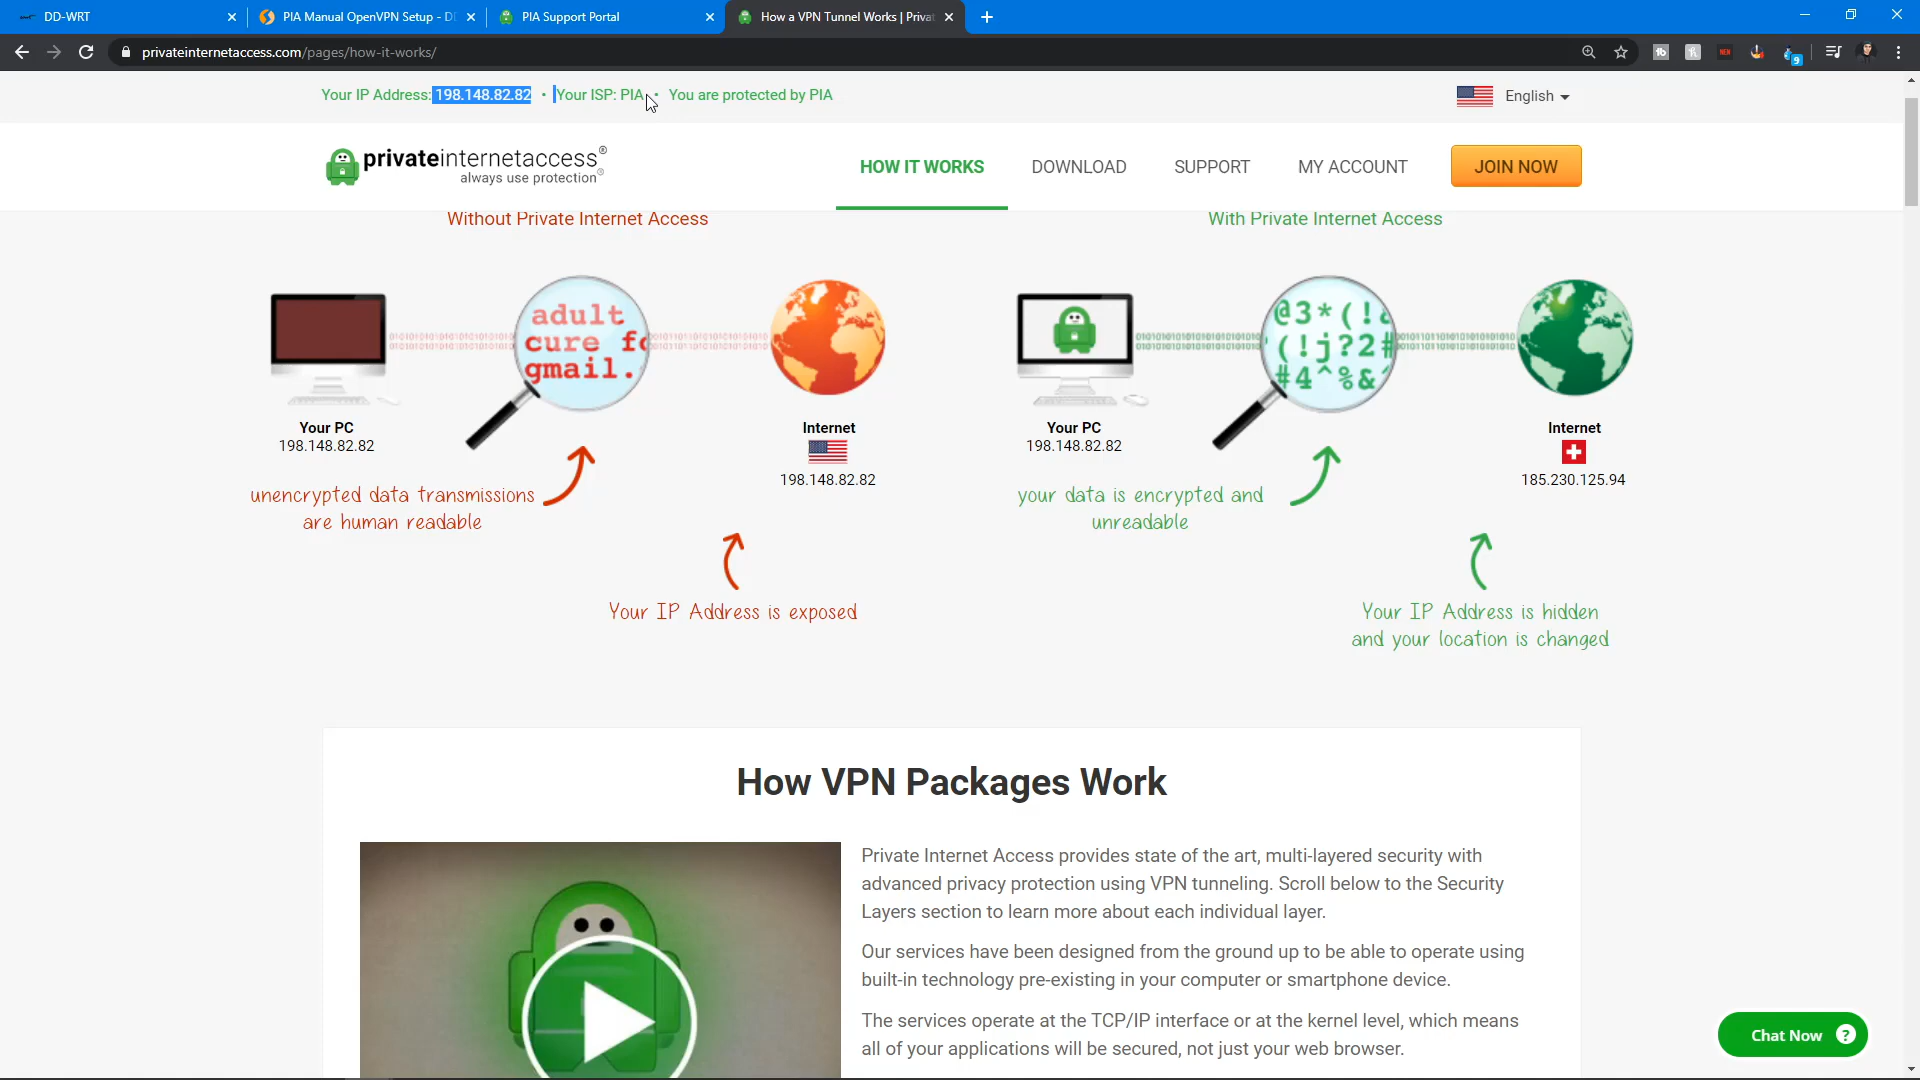 DD-WRT
PIA Manual OpenVPN Setup - DD
PIA Support Portal
How a VPN Tunnel Works | Privat
privateinternetaccess.com/pages/how-it-works/
NEW
9
Your IP Address: 198.148.82.82 • Your ISP: PIA • You are protected by PIA
English
privateinternetaccess®
always use protection®
HOW IT WORKS
DOWNLOAD
SUPPORT
MY ACCOUNT
JOIN NOW
Without Private Internet Access
With Private Internet Access
adult
cure fo
gmail.
@3*(!
(!j?2#
#4^%&
Your PC
198.148.82.82
Internet
198.148.82.82
Your PC
198.148.82.82
Internet
185.230.125.94
unencrypted data transmissions
are human readable
your data is encrypted and
unreadable
Your IP Address is exposed
Your IP Address is hidden
and your location is changed
How VPN Packages Work
Private Internet Access provides state of the art, multi-layered security with
advanced privacy protection using VPN tunneling. Scroll below to the Security
Layers section to learn more about each individual layer.
Our services have been designed from the ground up to be able to operate using
built-in technology pre-existing in your computer or smartphone device.
The services operate at the TCP/IP interface or at the kernel level, which means
all of your applications will be secured, not just your web browser.
Chat Now ?